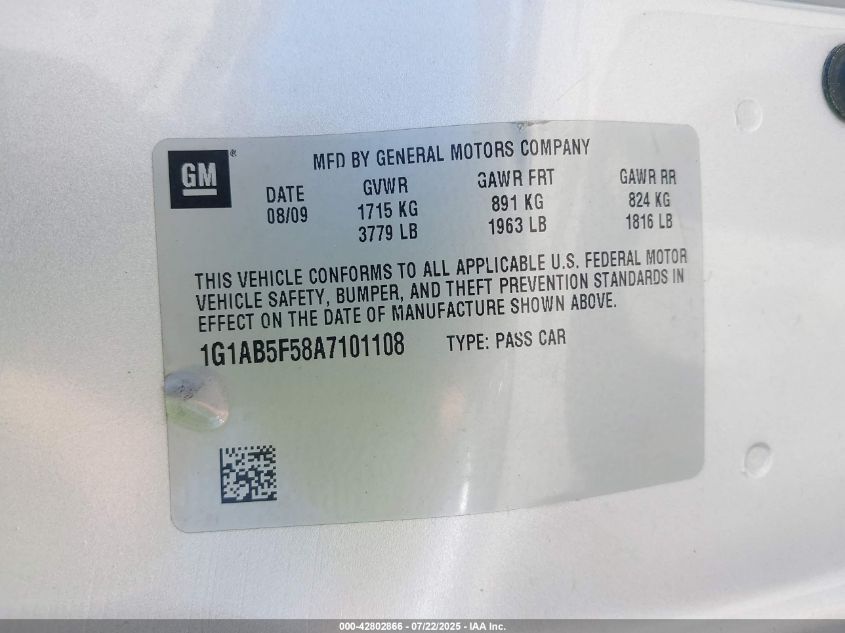 GM®
MFD BY GENERAL MOTORS COMPANY
DATE GVWR GAWR FRT GAWR RR
08/09 1715 KG 891 KG 824 KG
3779 LB 1963 LB 1816 LB
THIS VEHICLE CONFORMS TO ALL APPLICABLE U.S. FEDERAL MOTOR
VEHICLE SAFETY, BUMPER, AND THEFT PREVENTION STANDARDS IN
EFFECT ON THE DATE OF MANUFACTURE SHOWN ABOVE.
1G1AB5F58A7101108 TYPE: PASS CAR
000-42802866 - 07/22/2025 - IAA Inc.